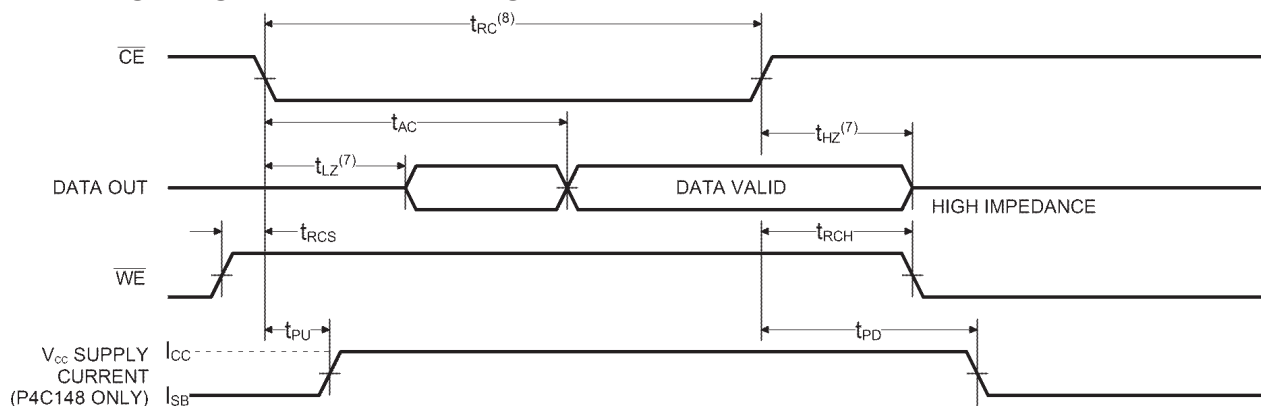 tRC(8)
CE
tAC
tHZ(7)
tLZ(7)
DATA OUT
DATA VALID
HIGH IMPEDANCE
tRCS
tRCH
WE
tPU
tPD
VCC SUPPLY ICC
CURRENT
(P4C148 ONLY) ISB